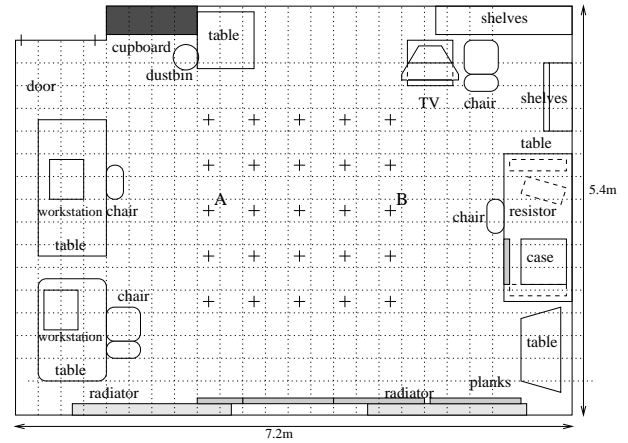 shelves
table
cupboard
dustbin
door
TV
chair
shelves
table
A
B
workstation
chair
chair
resistor
5.4m
table
case
chair
workstation
table
table
radiator
radiator
planks
7.2m